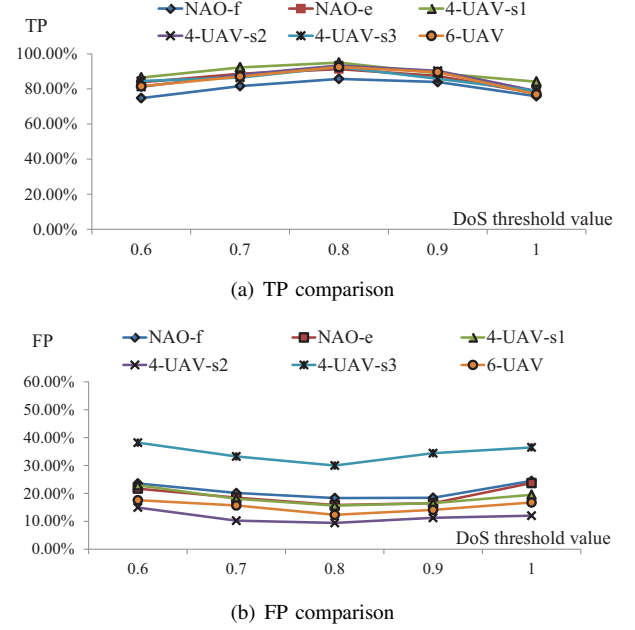 TP
NAO-f NAO-e 4-UAV-s1
4-UAV-s2 4-UAV-s3 6-UAV
100.00%
80.00%
60.00%
40.00%
20.00%
0.00%
DoS threshold value
0.6 0.7 0.8 0.9 1
(a) TP comparison
FP
NAO-f NAO-e 4-UAV-s1
4-UAV-s2 4-UAV-s3 6-UAV
60.00%
50.00%
40.00%
30.00%
20.00%
10.00%
0.00%
DoS threshold value
0.6 0.7 0.8 0.9 1
(b) FP comparison